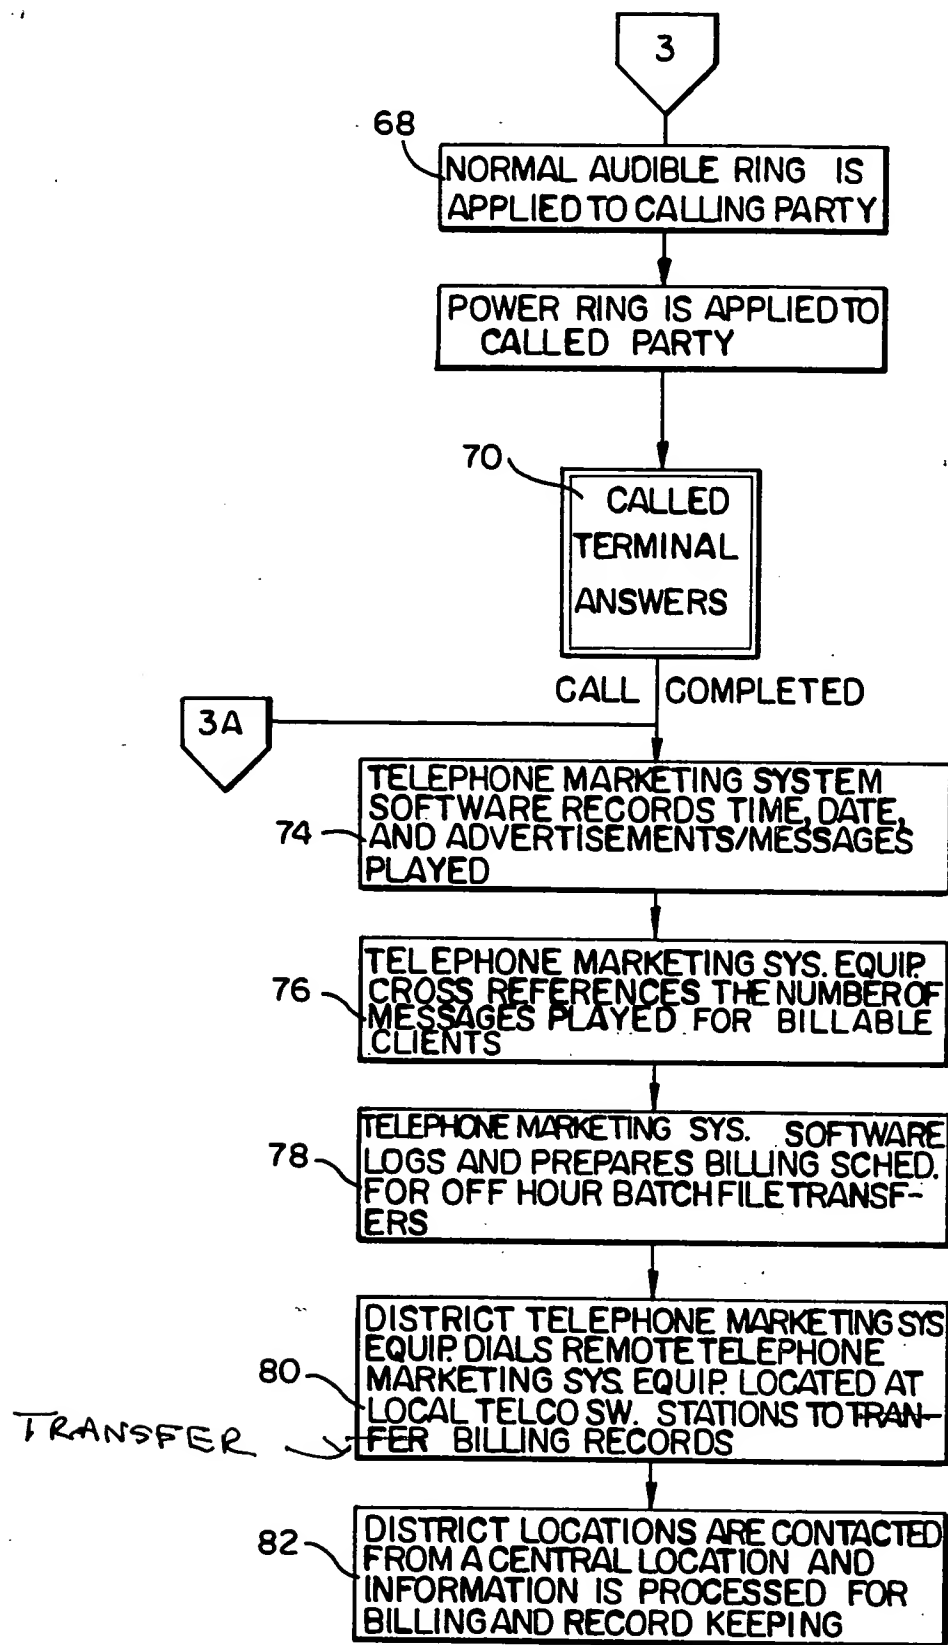 3
68
NORMAL AUDIBLE RING IS
APPLIED TO CALLING PARTY
POWER RING IS APPLIED TO
CALLED PARTY
70
CALLED
TERMINAL
ANSWERS
CALL COMPLETED
3A
TELEPHONE MARKETING SYSTEM
SOFTWARE RECORDS TIME, DATE,
74
AND ADVERTISEMENTS/MESSAGES
PLAYED
TELEPHONE MARKETING SYS. EQUIP.
76
CROSS REFERENCES THE NUMBER OF
MESSAGES PLAYED FOR BILLABLE
CLIENTS
TELEPHONE MARKETING SYS. SOFTWARE
78
LOGS AND PREPARES BILLING SCHED.
FOR OFF HOUR BATCH FILE TRANSF-
ERS
DISTRICT TELEPHONE MARKETING SYS
EQUIP. DIALS REMOTE TELEPHONE
80
MARKETING SYS. EQUIP. LOCATED AT
LOCAL TELCO SW. STATIONS TO TRAN-
TRANSFER
FER BILLING RECORDS
82
DISTRICT LOCATIONS ARE CONTACTED
FROM A CENTRAL LOCATION AND
INFORMATION IS PROCESSED FOR
BILLING AND RECORD KEEPING